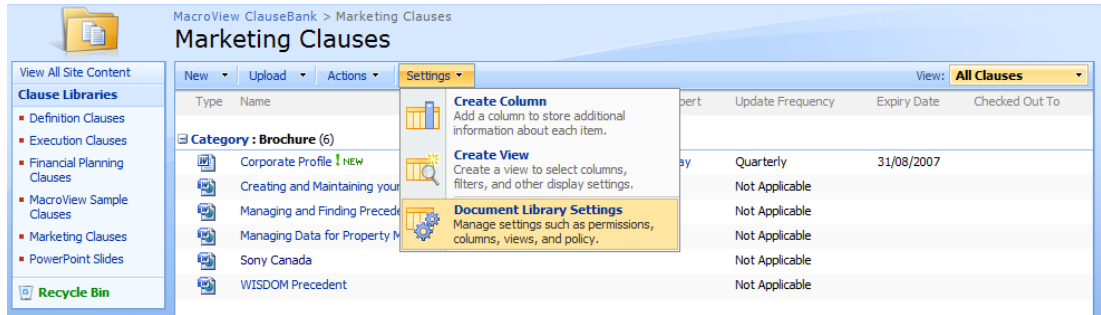 MacroView ClauseBank > Marketing Clauses
Marketing Clauses
View All Site Content
Clause Libraries
Definition Clauses
Execution Clauses
Financial Planning
Clauses
MacroView Sample
Clauses
Marketing Clauses
PowerPoint Slides
Recycle Bin
New Upload Actions Settings View: All Clauses
Type Name Update Frequency Expiry Date Checked Out To
Category : Brochure (6)
Corporate Profile ! NEW Quarterly 31/08/2007
Creating and Maintaining your Not Applicable
Managing and Finding Precede Not Applicable
Managing Data for Property M Not Applicable
Sony Canada Not Applicable
WISDOM Precedent Not Applicable
Create Column
Add a column to store additional
information about each item.
Create View
Create a view to select columns,
filters, and other display settings.
Document Library Settings
Manage settings such as permissions,
columns, views, and policy.